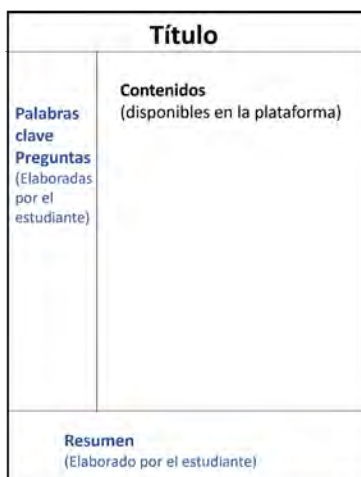 Título
Palabras
clave
Preguntas
(Elaboradas
por el
estudiante)
Contenidos
(disponibles en la plataforma)
Resumen
(Elaborado por el estudiante)